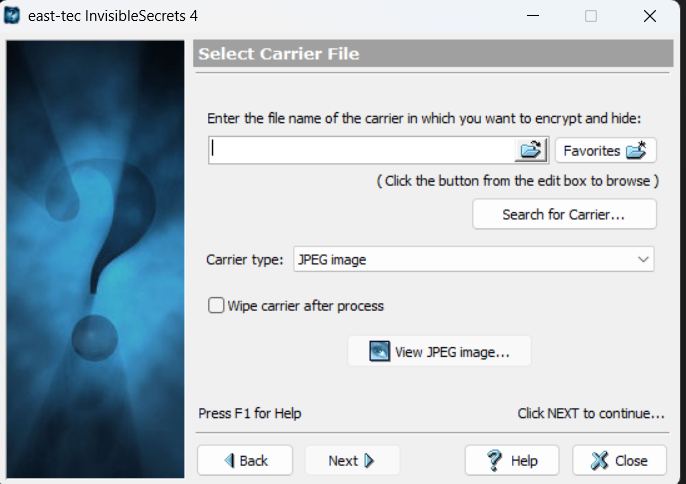 east-tec InvisibleSecrets 4
Select Carrier File
Enter the file name of the carrier in which you want to encrypt and hide:
Favorites
( Click the button from the edit box to browse )
Search for Carrier...
Carrier type: JPEG image
Wipe carrier after process
View JPEG image...
Press F1 for Help Click NEXT to continue...
Back Next Help Close